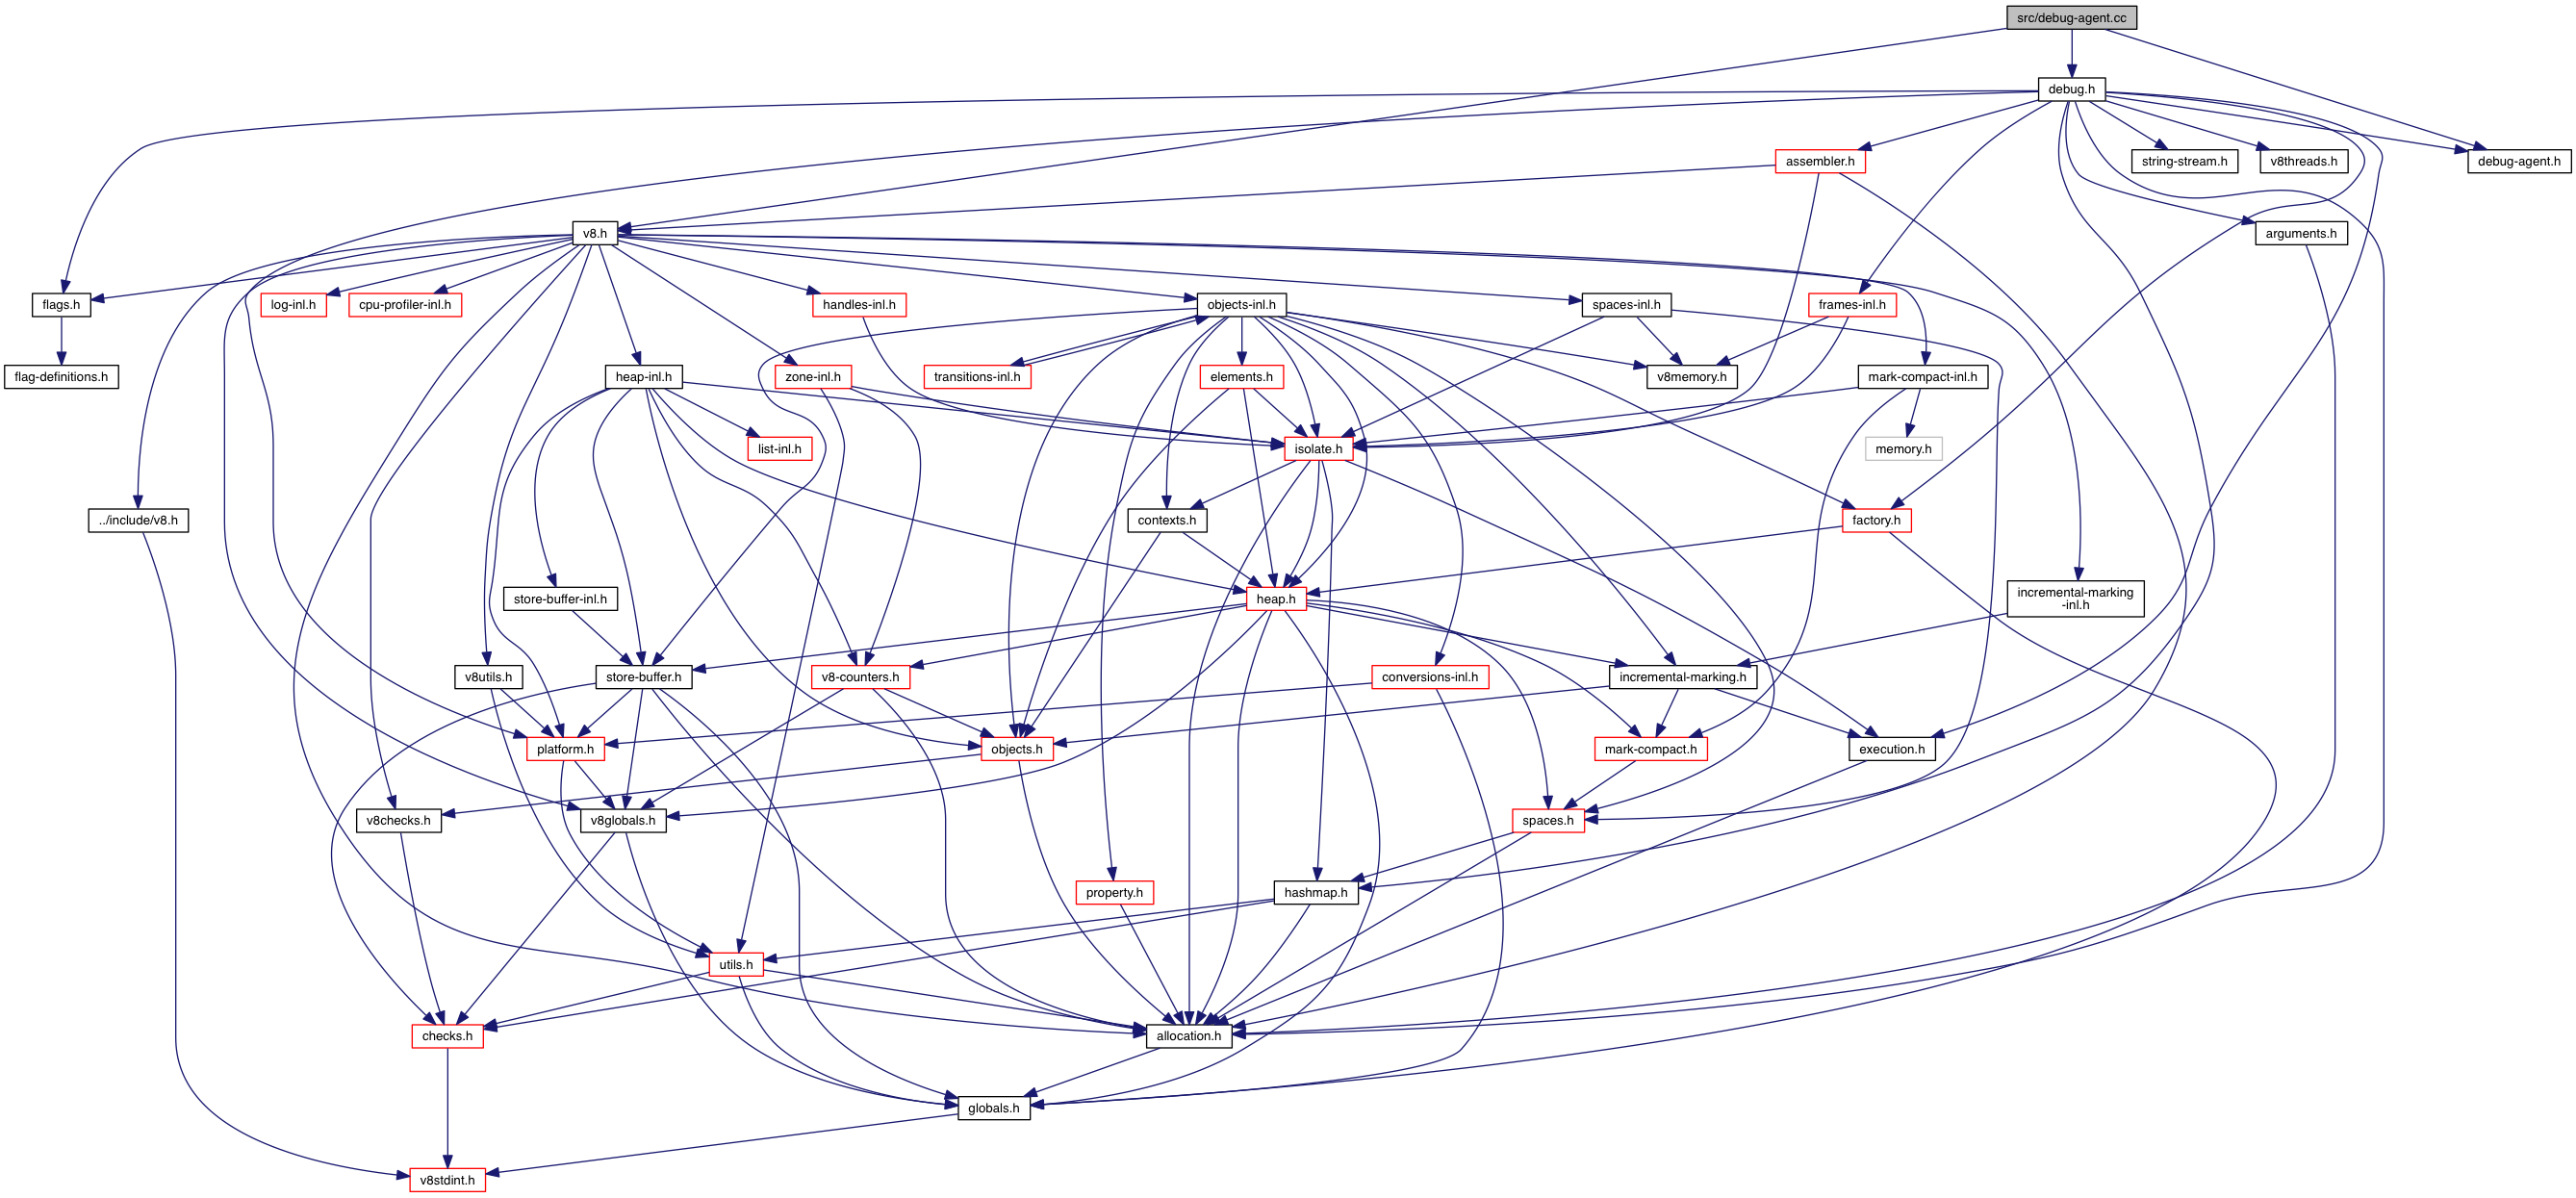 src/debug-agent.cc
debug.h
assembler.h
string-stream.h
v8threads.h
debug-agent.h
v8.h
arguments.h
flags.h
log-inl.h
cpu-profiler-inl.h
handles-inl.h
objects-inl.h
spaces-inl.h
frames-inl.h
flag-definitions.h
heap-inl.h
zone-inl.h
transitions-inl.h
elements.h
v8memory.h
mark-compact-inl.h
list-inl.h
isolate.h
memory.h
../include/v8.h
contexts.h
factory.h
store-buffer-inl.h
heap.h
incremental-marking
-inl.h
v8utils.h
store-buffer.h
v8-counters.h
conversions-inl.h
incremental-marking.h
platform.h
objects.h
mark-compact.h
execution.h
v8checks.h
v8globals.h
spaces.h
property.h
hashmap.h
utils.h
checks.h
allocation.h
globals.h
v8stdint.h